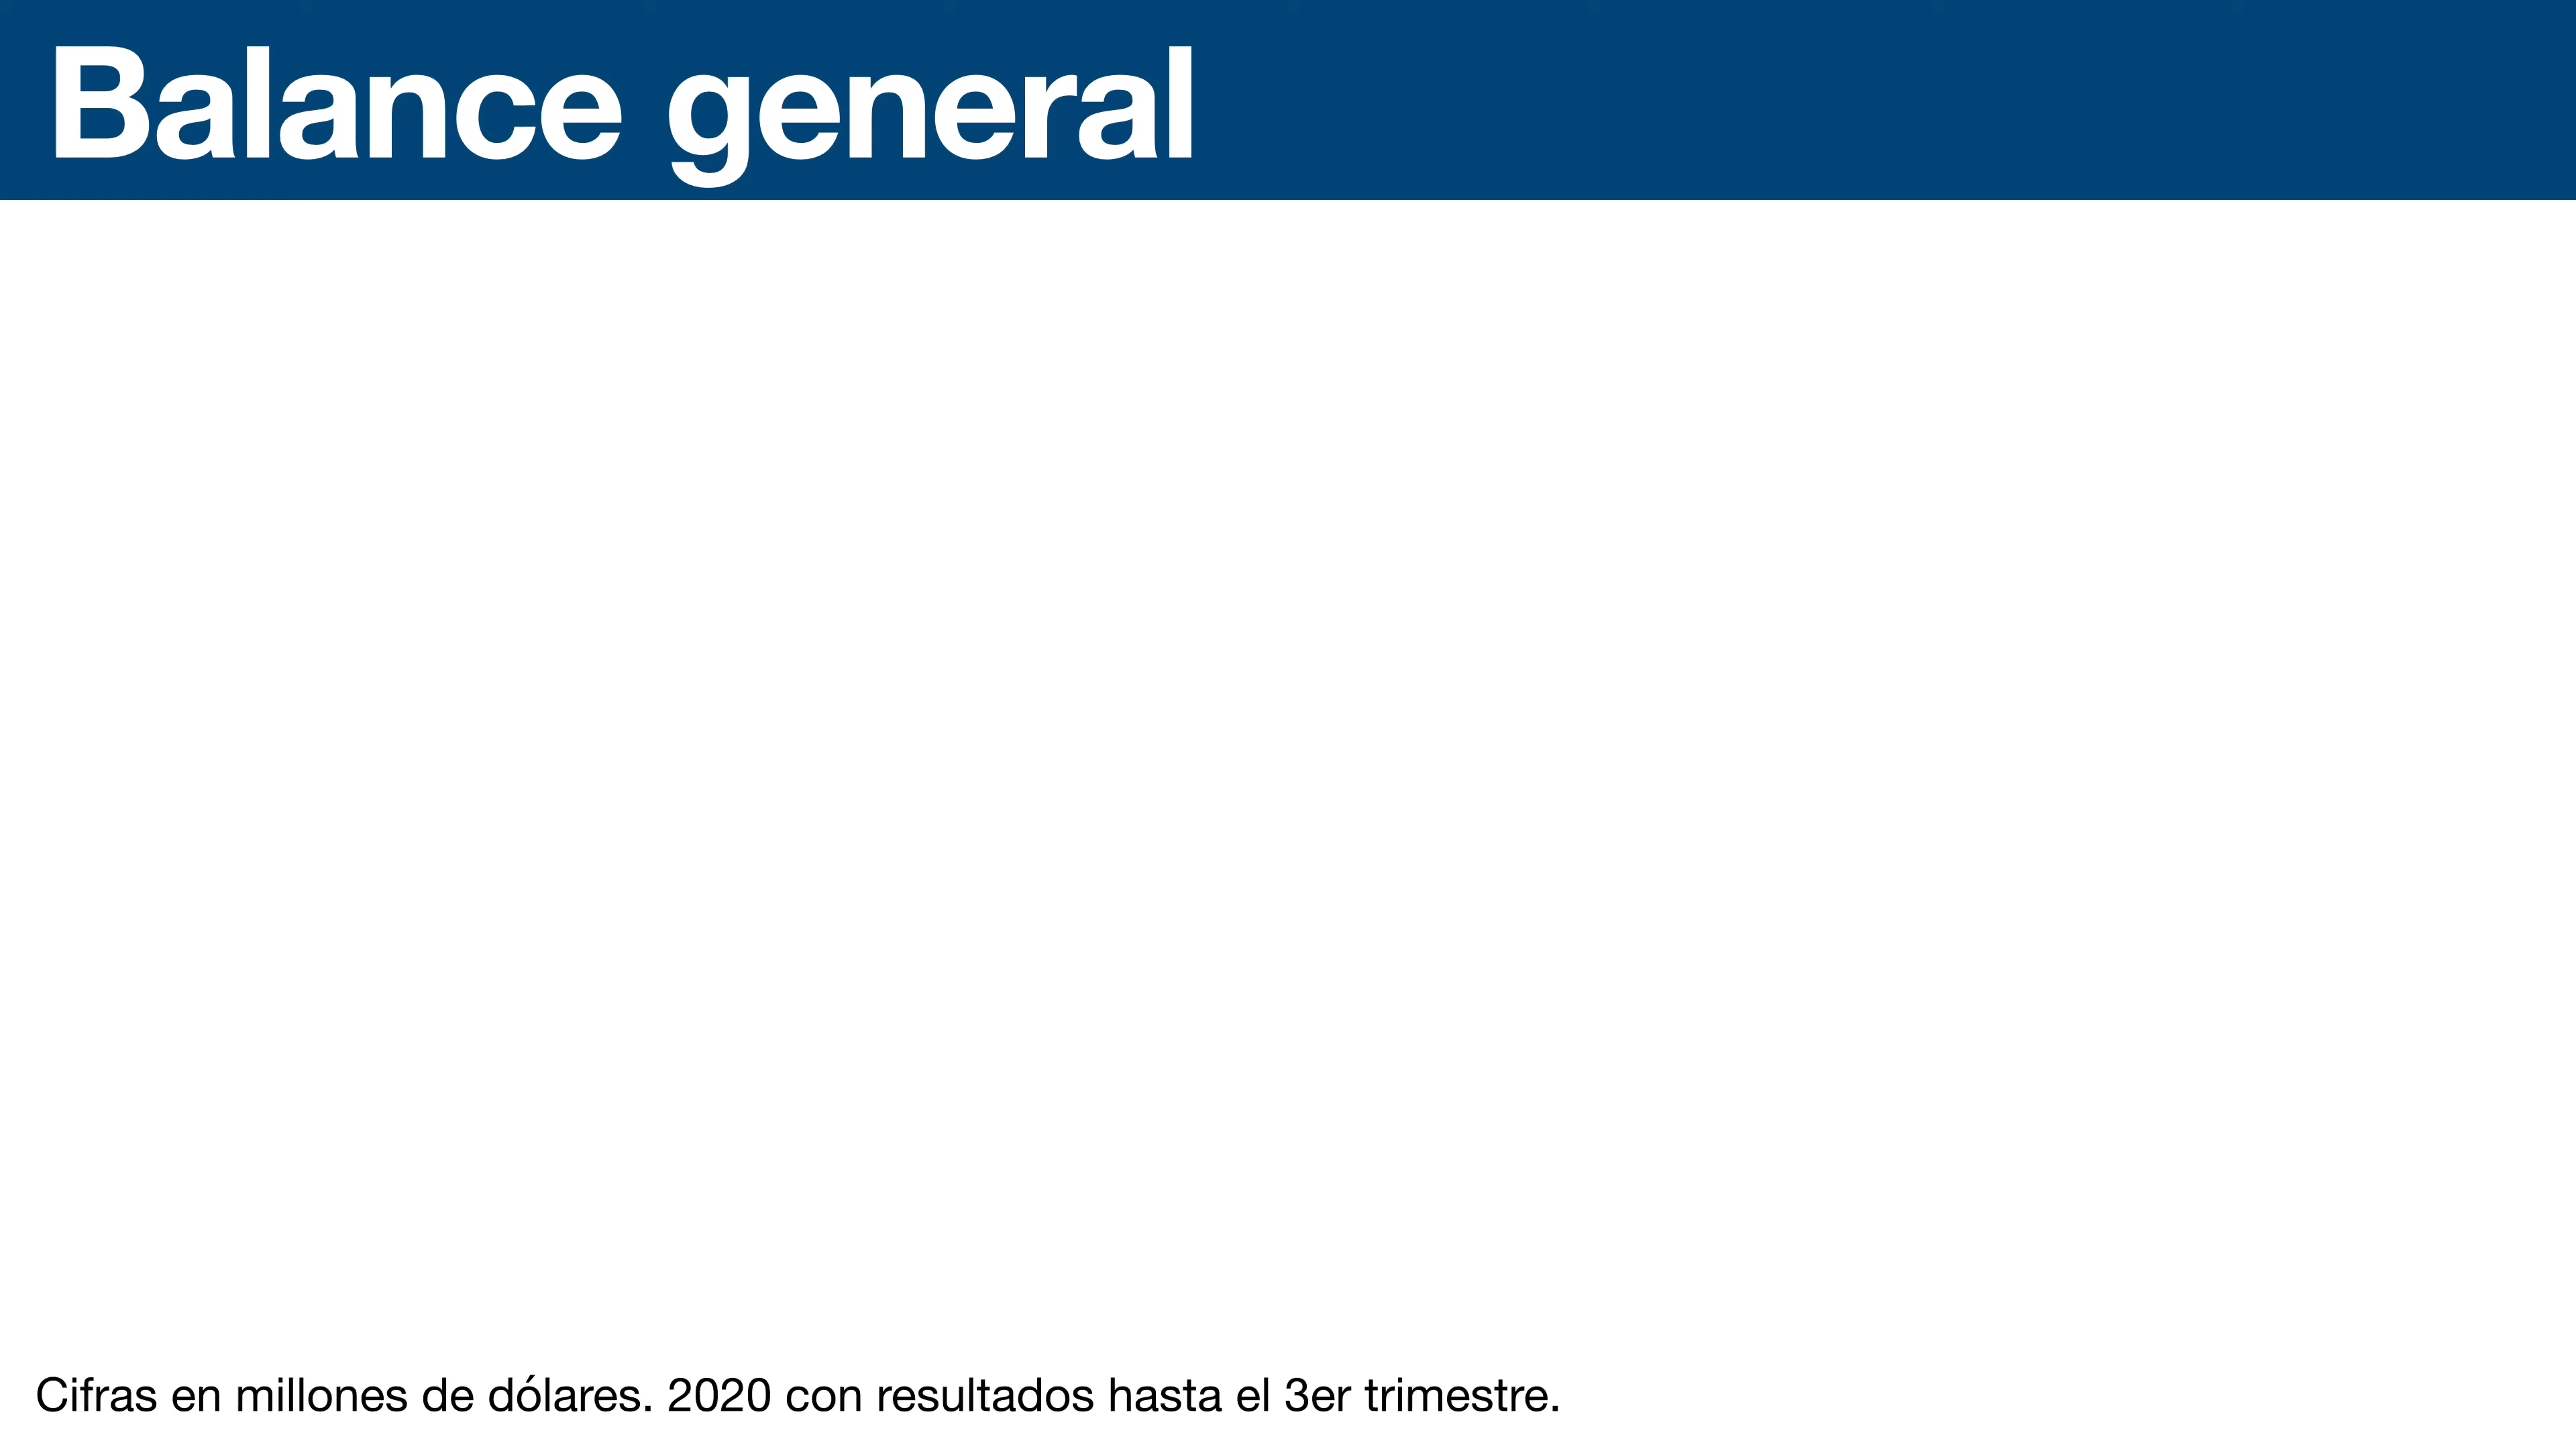 Balance general
Cifras en millones de dólares. 2020 con resultados hasta el 3er trimestre.